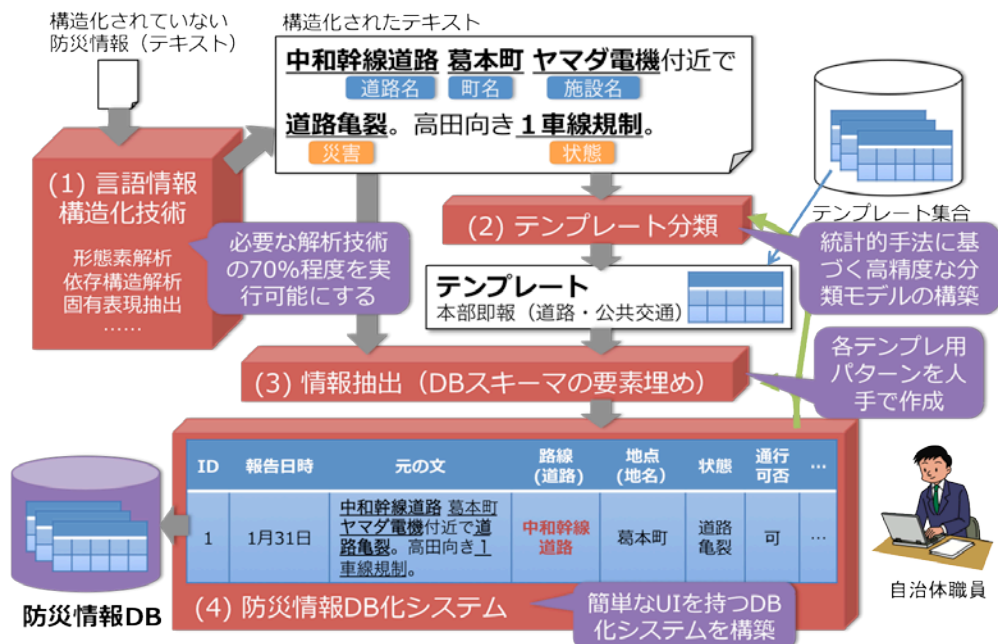 構造化されていない
防災情報（テキスト）
構造化されたテキスト
中和幹線道路 葛本町 ヤマダ電機付近で
道路名 町名 施設名
道路亀裂。高田向き１車線規制。
災害 状態
(1) 言語情報
構造化技術
形態素解析
依存構造解析
固有表現抽出
……
必要な解析技術
の70%程度を実
行可能にする
テンプレート集合
(2) テンプレート分類
統計的手法に基
づく高精度な分
類モデルの構築
テンプレート
本部即報（道路・公共交通）
(3) 情報抽出（DBスキーマの要素埋め）
各テンプレ用
パターンを人
手で作成
ID 報告日時 元の文 路線（道路） 地点（地名） 状態 通行可否 …
1 1月31日 中和幹線道路 葛本町 中和幹線道路 葛本町 道路亀裂 可 …
ヤマダ電機付近で道
路亀裂。高田向き１
車線規制。
防災情報DB
(4) 防災情報DB化システム
簡単なUIを持つDB
化システムを構築
自治体職員